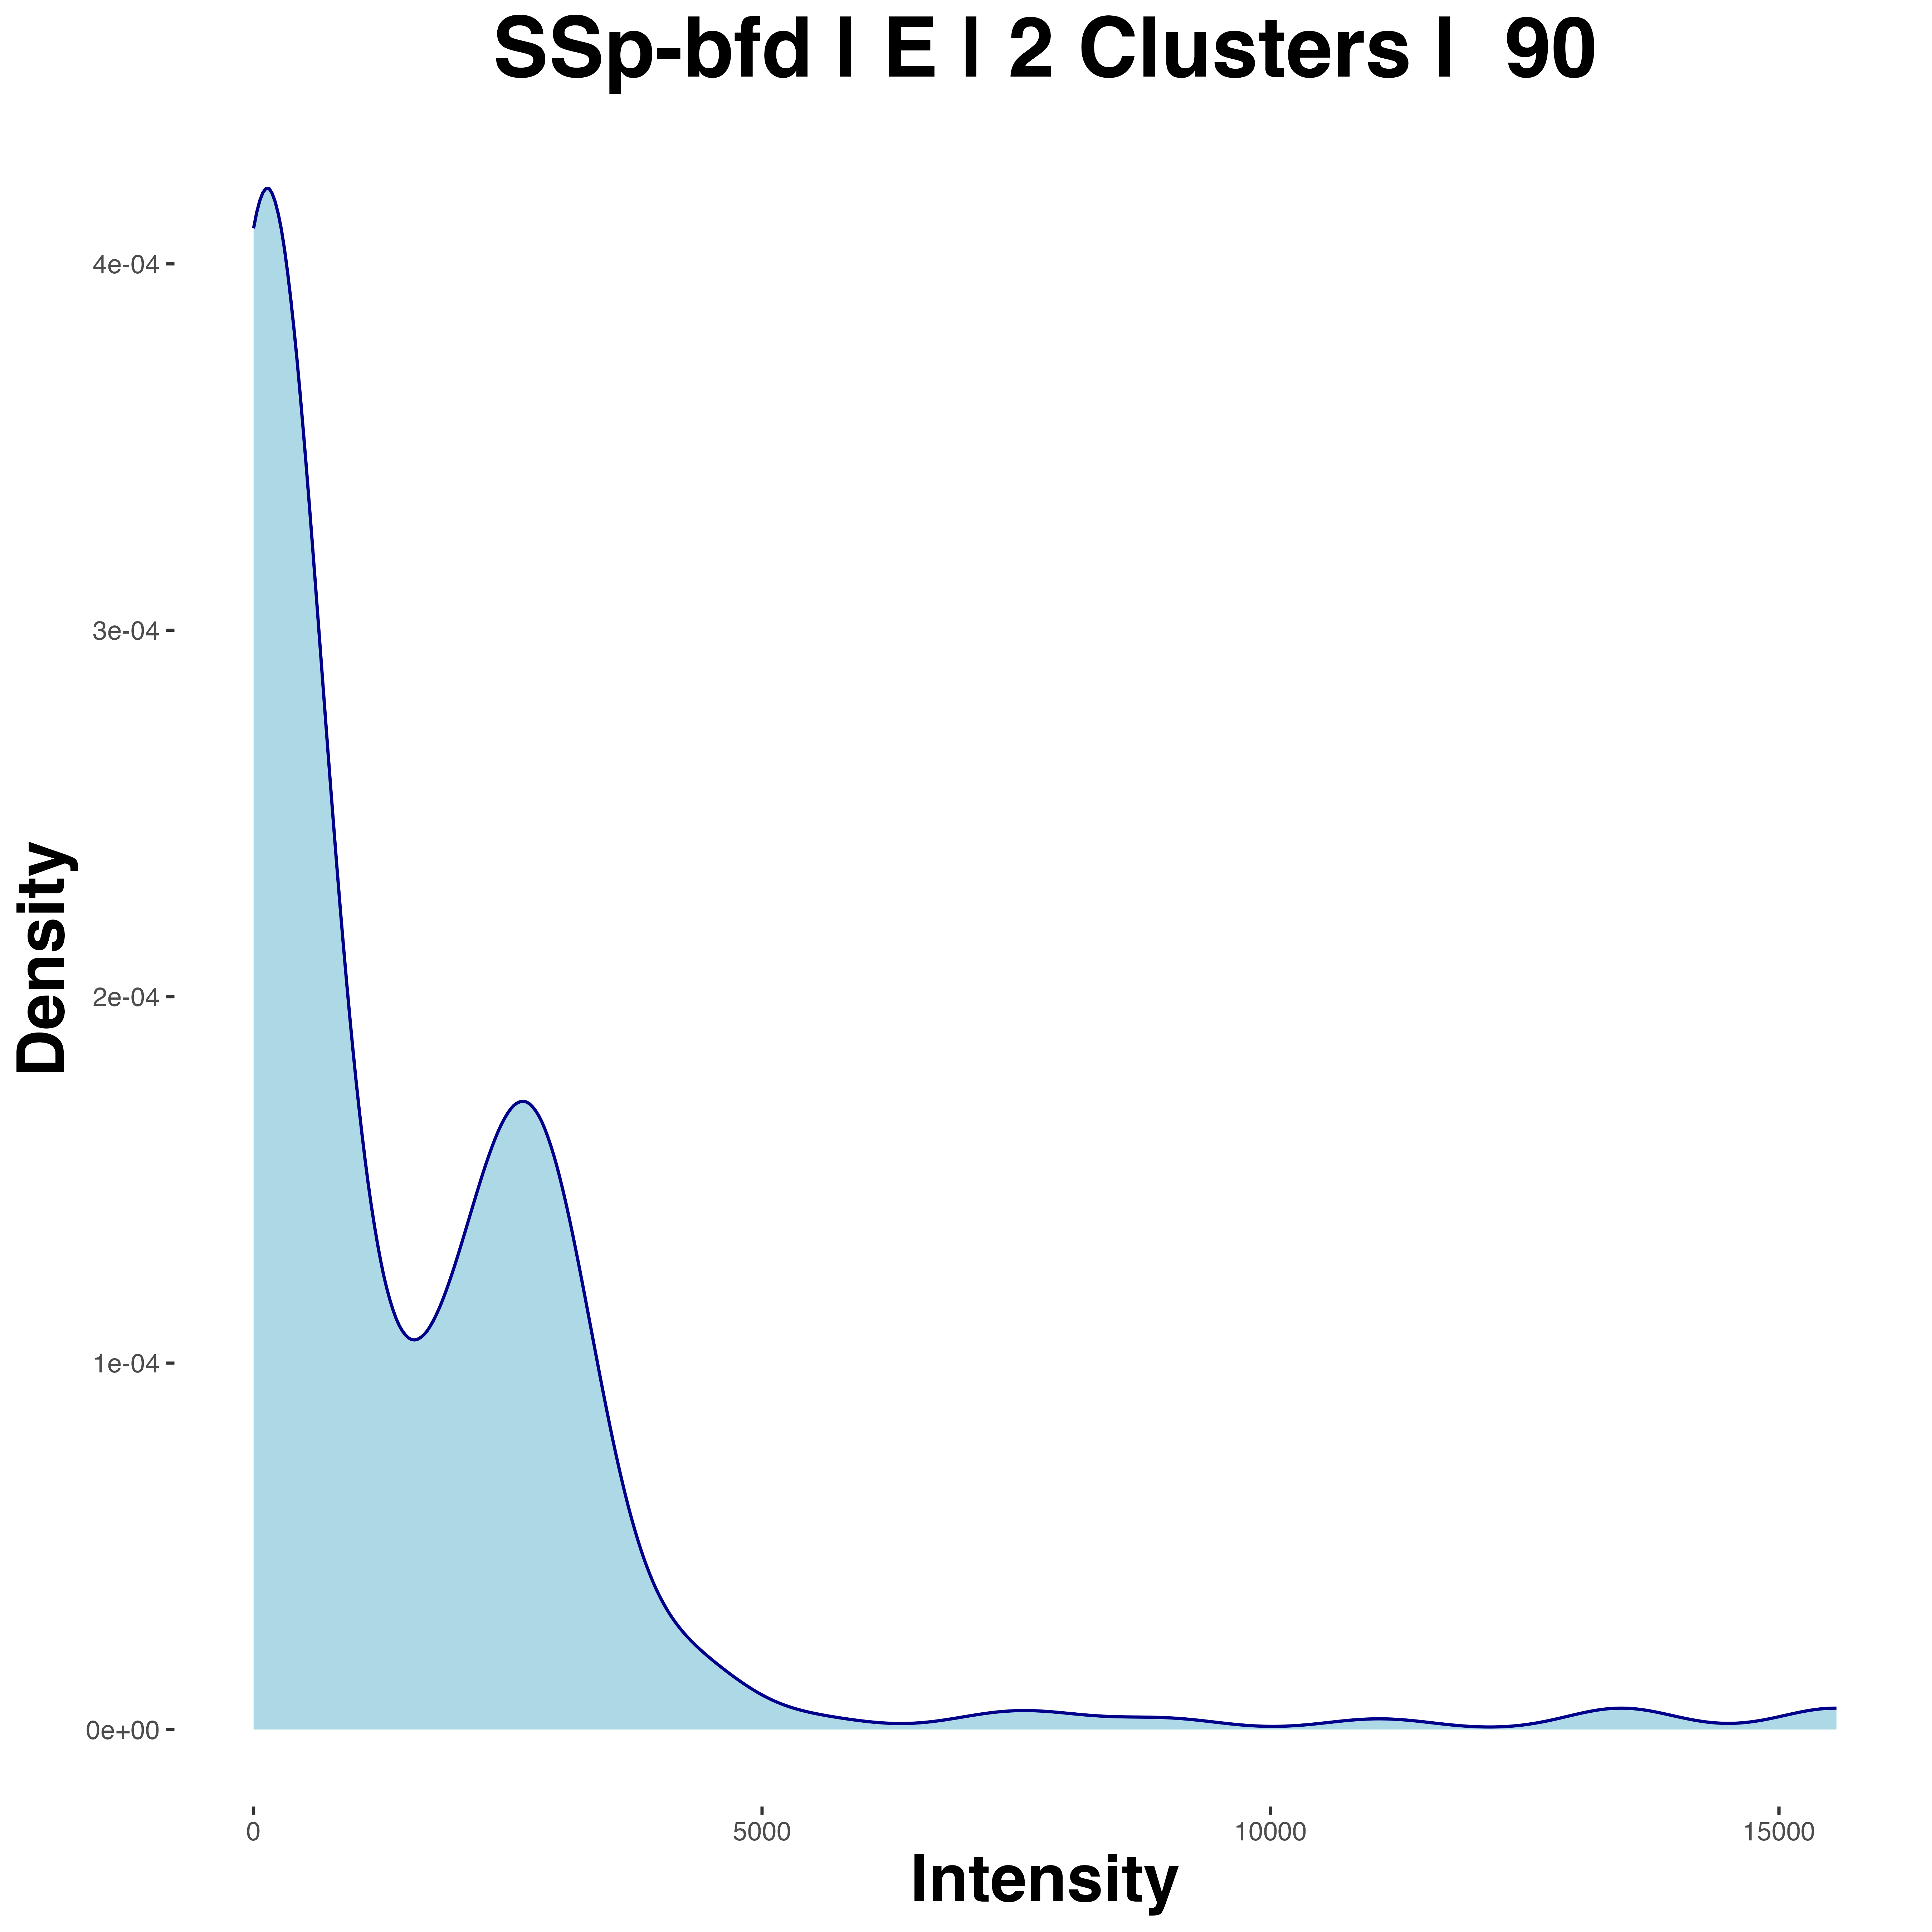 SSp-bfd | E | 2 Clusters |  90
4e-04
3e-04
2e-04
1e-04
0e+00
Density
0
5000
10000
15000
Intensity